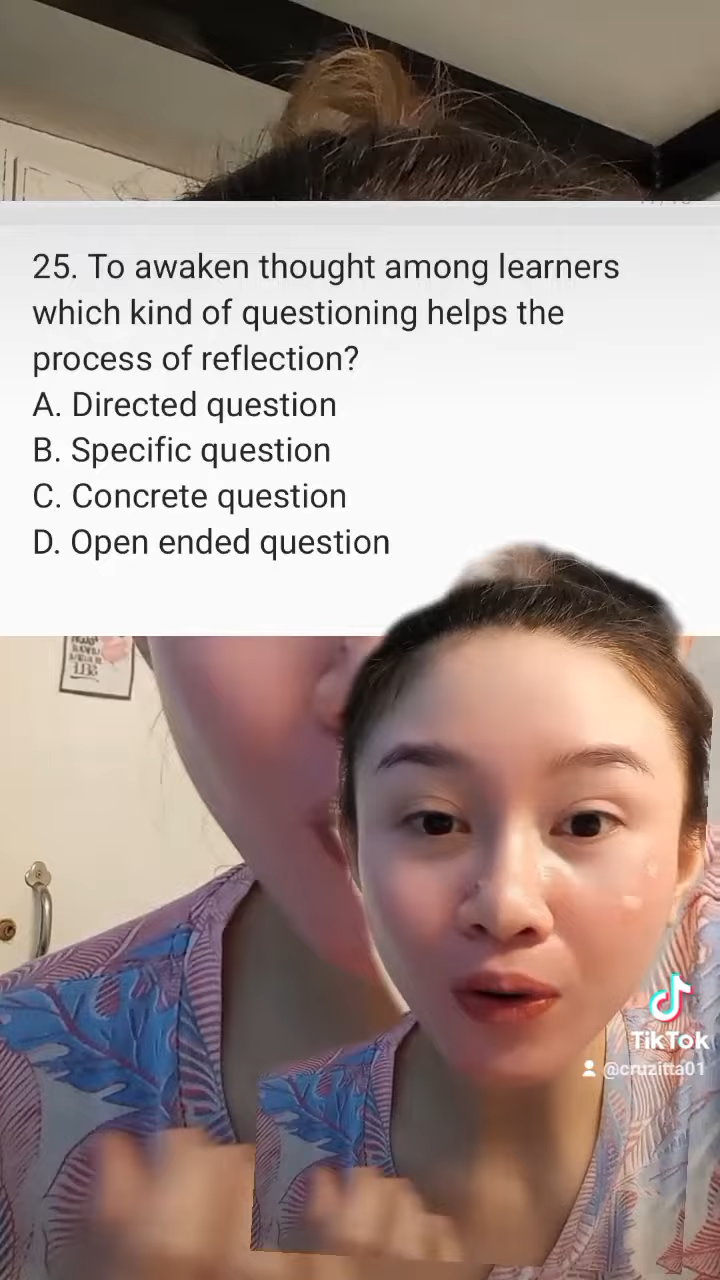 25. To awaken thought among learners
which kind of questioning helps the
process of reflection?
A. Directed question
B. Specific question
C. Concrete question
D. Open ended question
TikTok
@cruzitta01